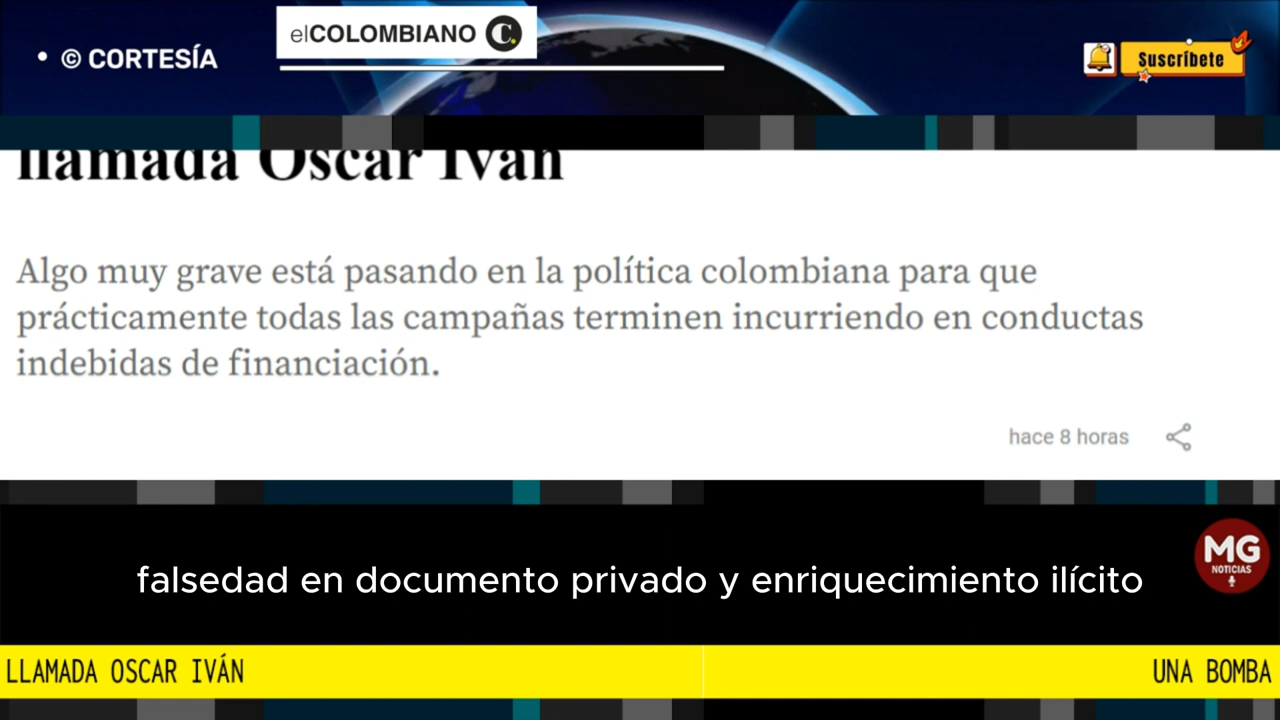 • © CORTESÍA
elCOLOMBIANO C.
Suscríbete
llamada Oscar Iván
Algo muy grave está pasando en la política colombiana para que
prácticamente todas las campañas terminen incurriendo en conductas
indebidas de financiación.
hace 8 horas
falsedad en documento privado y enriquecimiento ilícito
MG
NOTICIAS
LLAMADA OSCAR IVÁN
UNA BOMBA